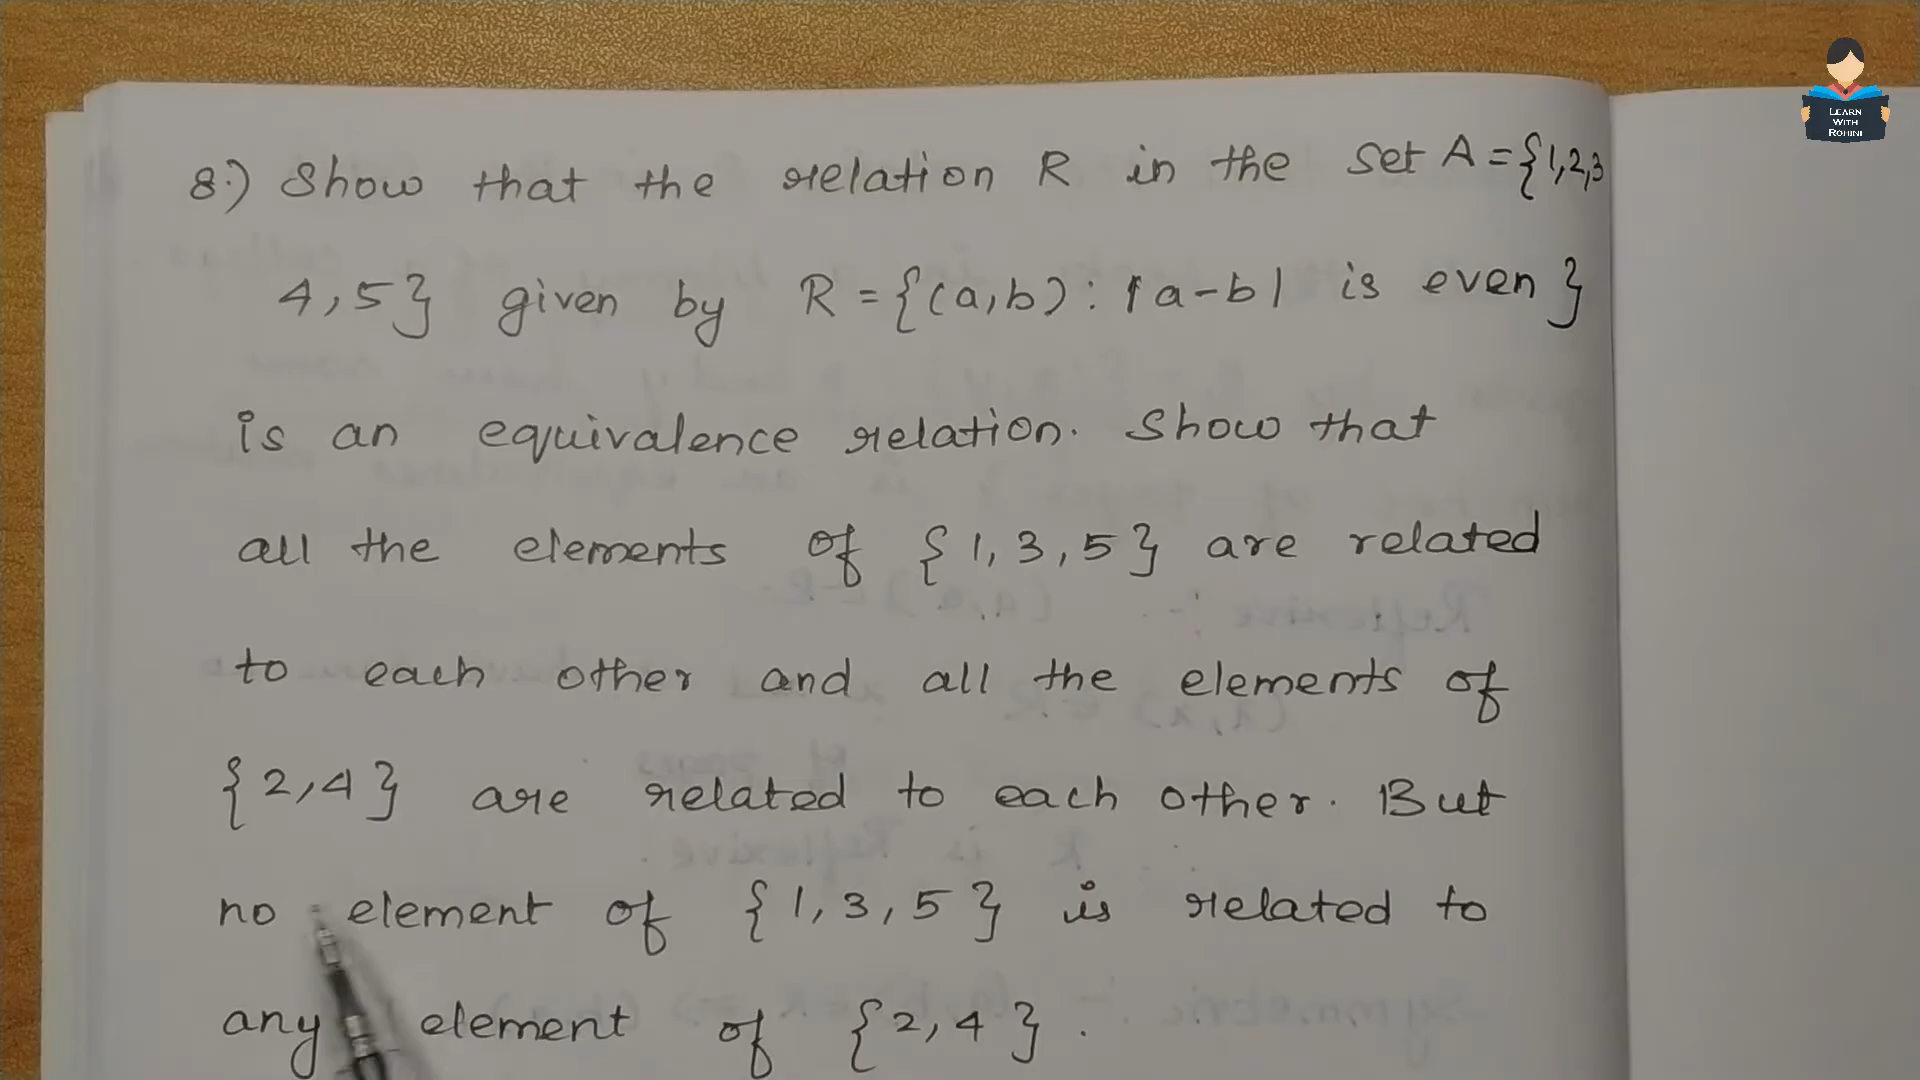 LEARN
WITH
ROHINI
8.) Show that the relation R in the set A = {1,2,3
4,5} given by R = {(a,b) : |a-b| is even}
is an equivalence relation. Show that
all the elements of {1,3,5} are related
to each other and all the elements of
{2,4} are related to each other. But
no element of {1,3,5} is related to
any element of {2,4}.